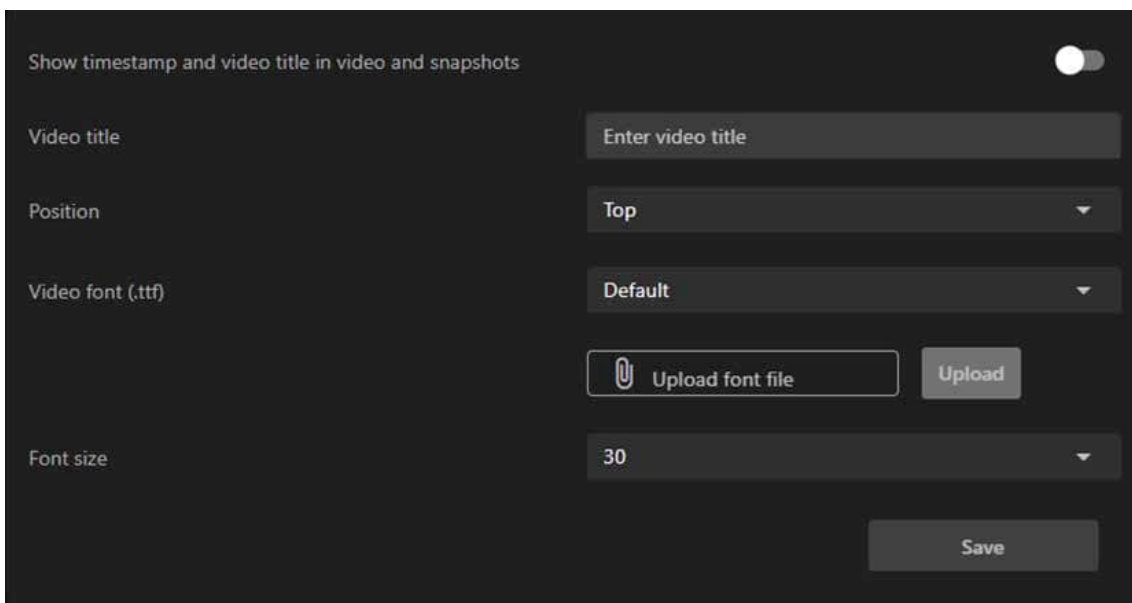 Show timestamp and video title in video and snapshots
Video title
Enter video title
Position
Top
Video font (.ttf)
Default
Upload font file
Upload
Font size
30
Save